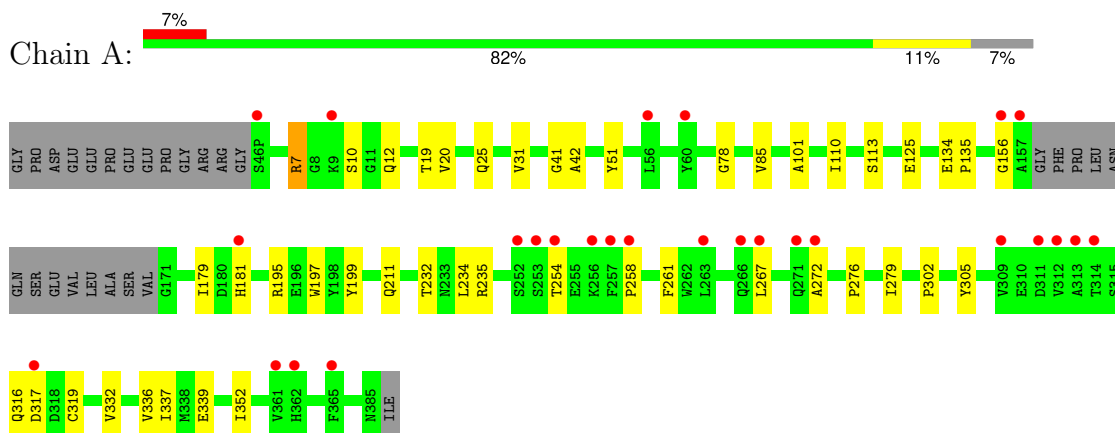 7%
Chain A:
82% 11% 7%
GLY PRO ASP GLU GLU PRO GLU GLU PRO GLY ARG ARG GLY S46P R7 G8 K9 S10 G11 Q12 T19 V20 Q25 V31 G41 A42 Y51 L56 Y60 G78 V85 A101 I110 S113 E125 E134 P135 G156 A157 GLY PHE PRO LEU ASN
GLN SER GLU VAL LEU ALA SER VAL G171 I179 D180 H181 R195 E196 W197 Y198 Y199 Q211 T232 N233 L234 R235 S252 S253 T254 E255 K256 F257 P258 F261 W262 L263 Q266 L267 Q271 A272 P276 I279 P302 Y305 V309 E310 D311 V312 A313 T314 S315
Q316 D317 D318 C319 V332 V336 I337 M338 E339 I352 V361 H362 F365 N385 ILE